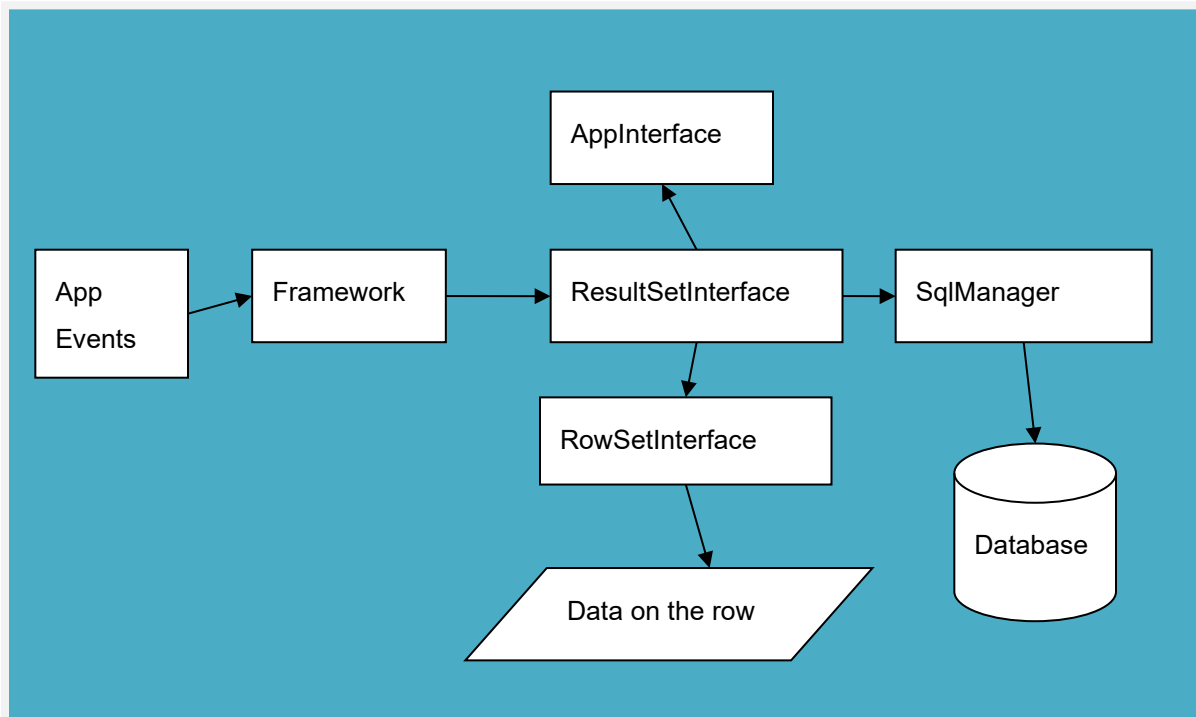 AppInterface
App
Events
Framework
ResultSetInterface
SqlManager
RowSetInterface
Database
Data on the row